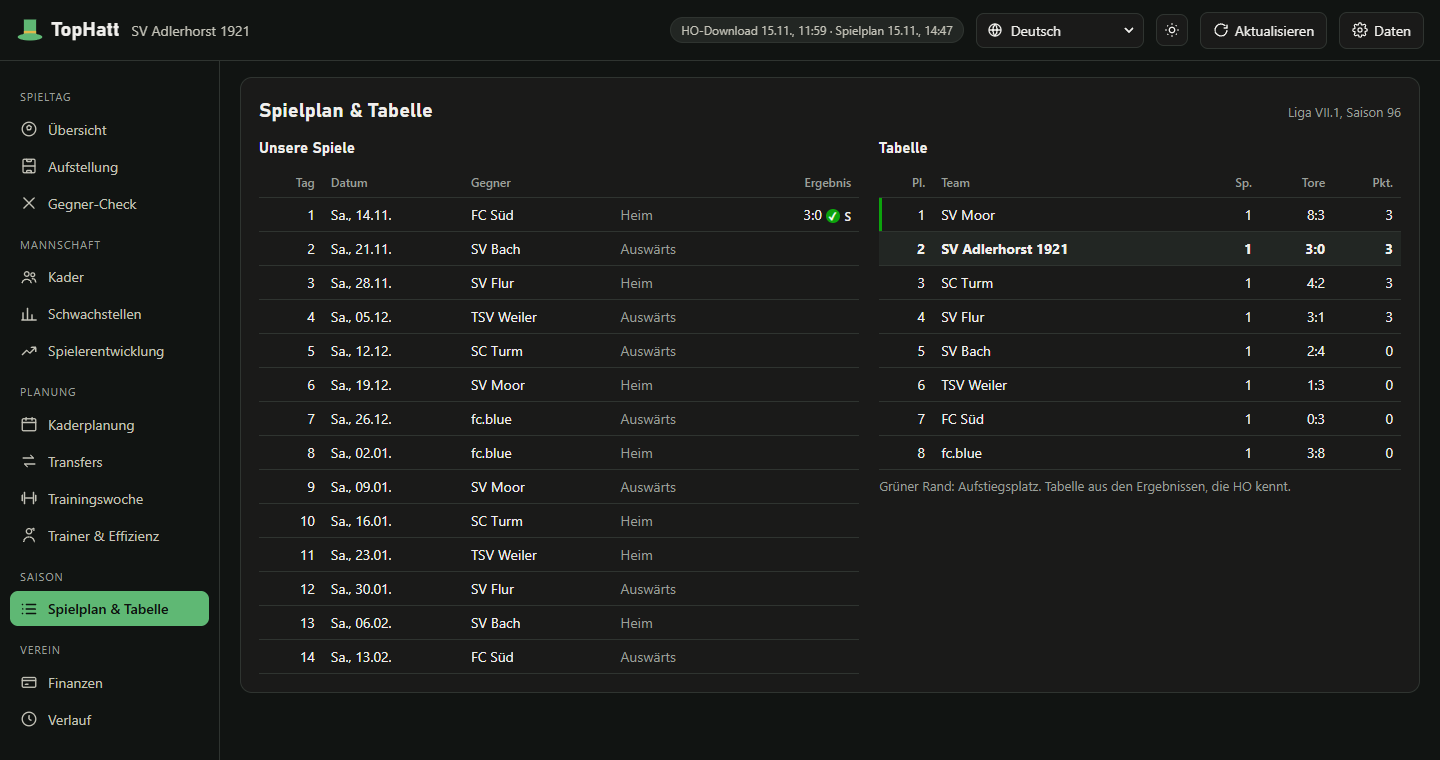 TopHatt SV Adlerhorst 1921
HO-Download 15.11., 11:59 · Spielplan 15.11., 14:47
Deutsch
Aktualisieren
Daten
SPIELTAG
Übersicht
Aufstellung
Gegner-Check
MANNSCHAFT
Kader
Schwachstellen
Spielerentwicklung
PLANUNG
Kaderplanung
Transfers
Trainingswoche
Trainer & Effizienz
SAISON
Spielplan & Tabelle
VEREIN
Finanzen
Verlauf
Spielplan & Tabelle
Liga VII.1, Saison 96
Unsere Spiele
Tag Datum Gegner Ergebnis
1 Sa., 14.11. FC Süd Heim 3:0 S
2 Sa., 21.11. SV Bach Auswärts
3 Sa., 28.11. SV Flur Heim
4 Sa., 05.12. TSV Weiler Auswärts
5 Sa., 12.12. SC Turm Auswärts
6 Sa., 19.12. SV Moor Heim
7 Sa., 26.12. fc.blue Auswärts
8 Sa., 02.01. fc.blue Heim
9 Sa., 09.01. SV Moor Auswärts
10 Sa., 16.01. SC Turm Heim
11 Sa., 23.01. TSV Weiler Heim
12 Sa., 30.01. SV Flur Auswärts
13 Sa., 06.02. SV Bach Heim
14 Sa., 13.02. FC Süd Auswärts
Tabelle
Pl. Team Sp. Tore Pkt.
1 SV Moor 1 8:3 3
2 SV Adlerhorst 1921 1 3:0 3
3 SC Turm 1 4:2 3
4 SV Flur 1 3:1 3
5 SV Bach 1 2:4 0
6 TSV Weiler 1 1:3 0
7 FC Süd 1 0:3 0
8 fc.blue 1 3:8 0
Grüner Rand: Aufstiegsplatz. Tabelle aus den Ergebnissen, die HO kennt.